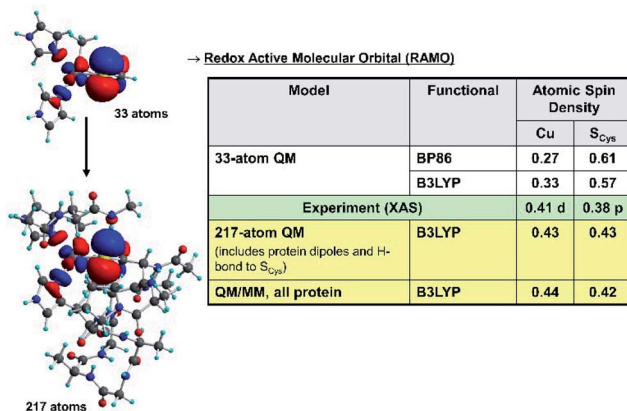 33 atoms
217 atoms
→ Redox Active Molecular Orbital (RAMO)
Model Functional Atomic Spin
Density
Cu S_Cys
33-atom QM BP86 0.27 0.61
B3LYP 0.33 0.57
Experiment (XAS) 0.41 d 0.38 p
217-atom QM B3LYP 0.43 0.43
(includes protein dipoles and H-
bond to S_Cys)
QM/MM, all protein B3LYP 0.44 0.42